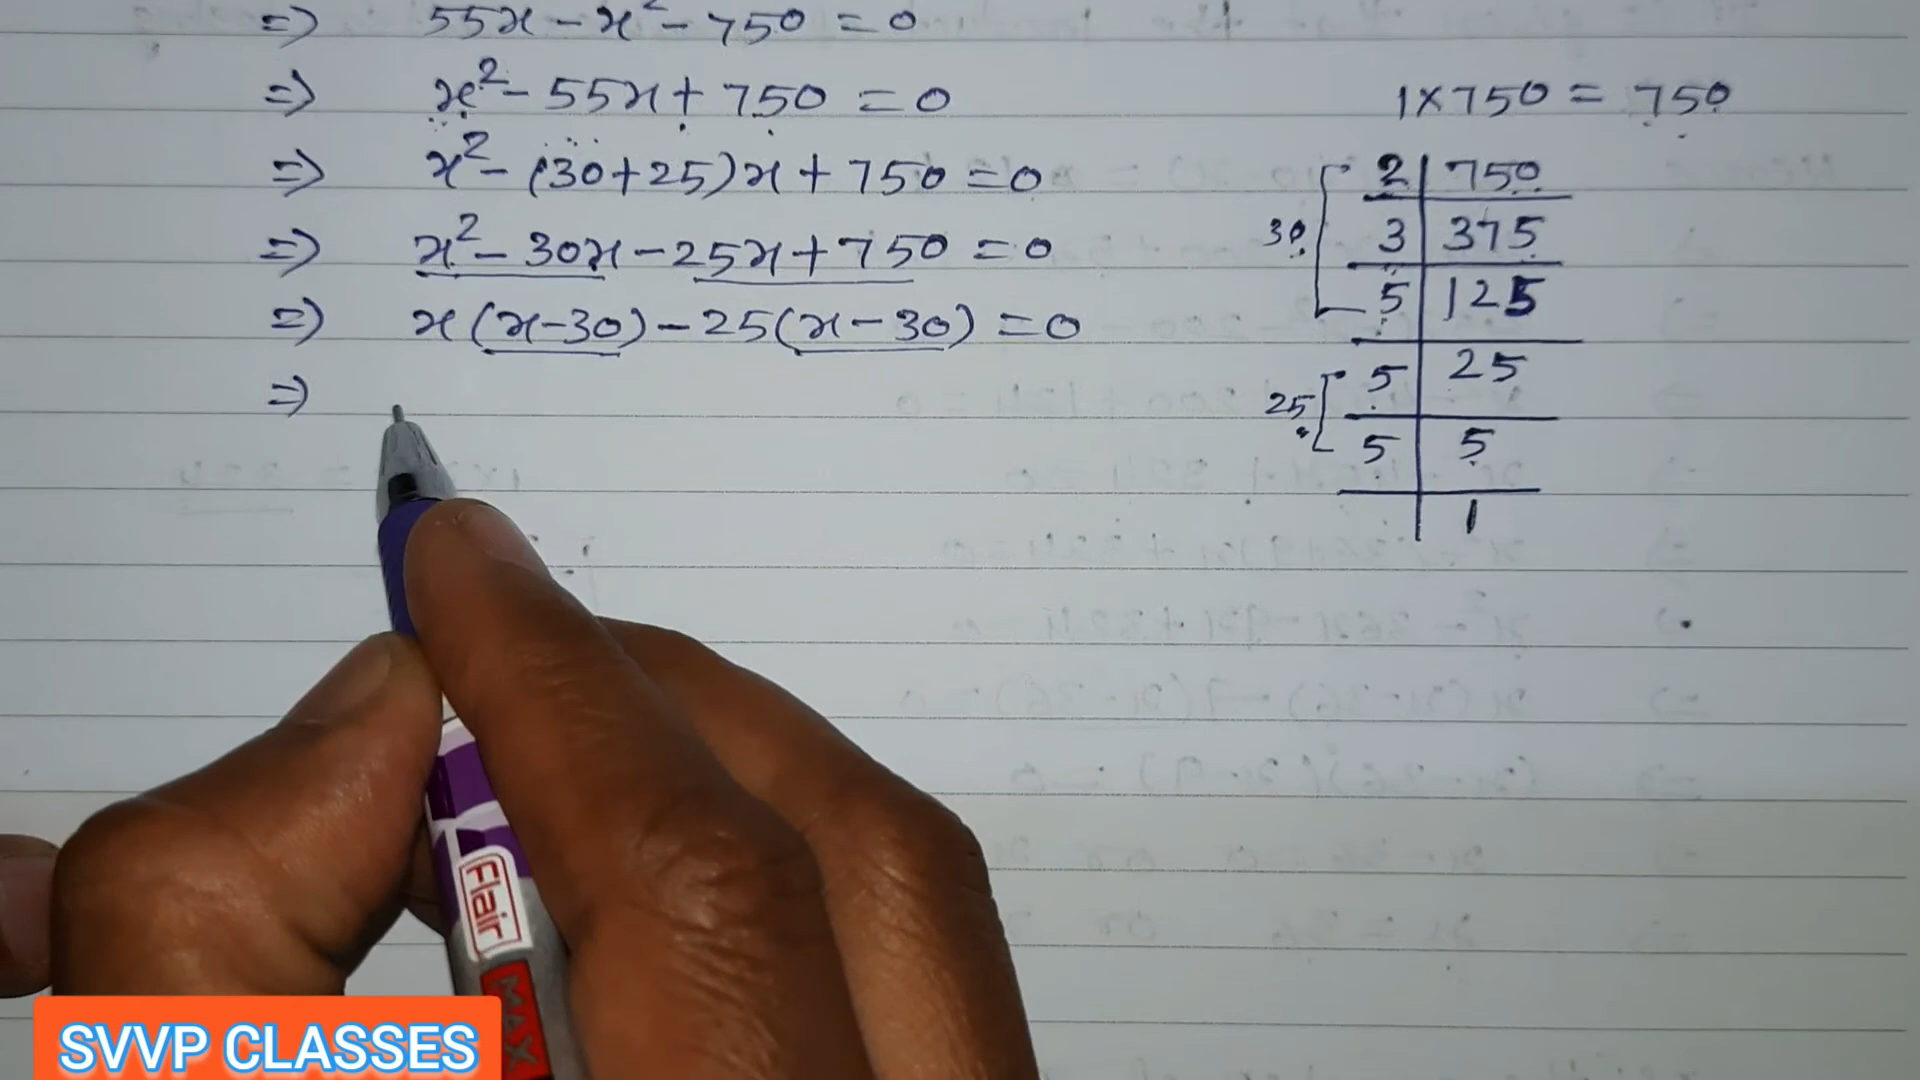 => 55x - x² - 750 = 0
=> x² - 55x + 750 = 0
=> x² - (30+25)x + 750 = 0
=> x² - 30x - 25x + 750 = 0
=> x(x-30) - 25(x-30) = 0
=>
1×750 = 750
2 | 750
30 3 | 375
5 | 125
5 | 25
25 5 | 5
1
Flair
MAX
SVVP CLASSES